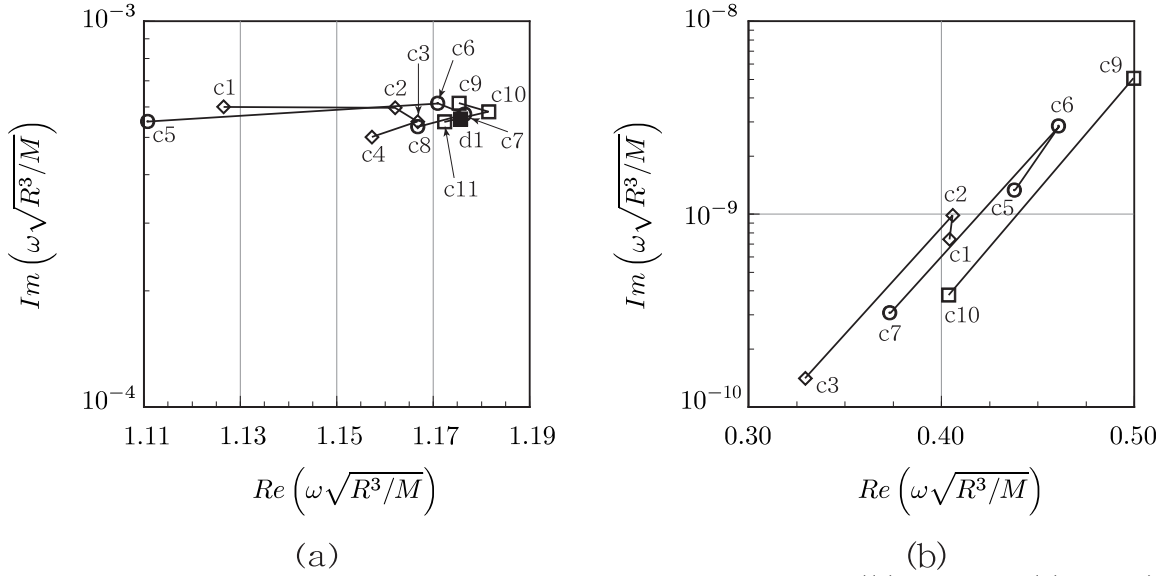 10⁻³
c1
c2
c3
c6
c9
c10
c5
c4
c8
d1
c7
c11
10⁻⁴
1.11
1.13
1.15
1.17
1.19
Im (ω√R³/M)
Re (ω√R³/M)
(a)
10⁻⁸
c9
c6
c2
c5
10⁻⁹
c1
c10
c7
c3
10⁻¹⁰
0.30
0.40
0.50
Im (ω√R³/M)
Re (ω√R³/M)
(b)